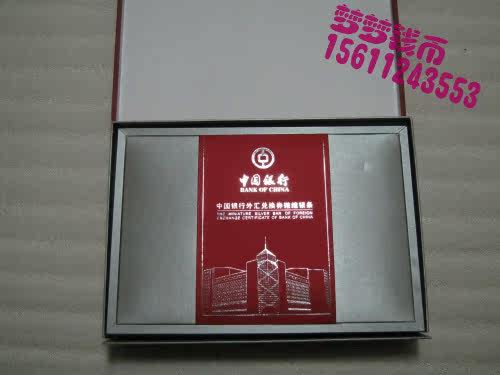 梦梦钱币
15611243553
中国银行
BANK OF CHINA
中国银行外汇兑换券微缩银条
THE MINIATURE SILVER BAR OF FOREIGN
EXCHANGE CERTIFICATE OF BANK OF CHINA